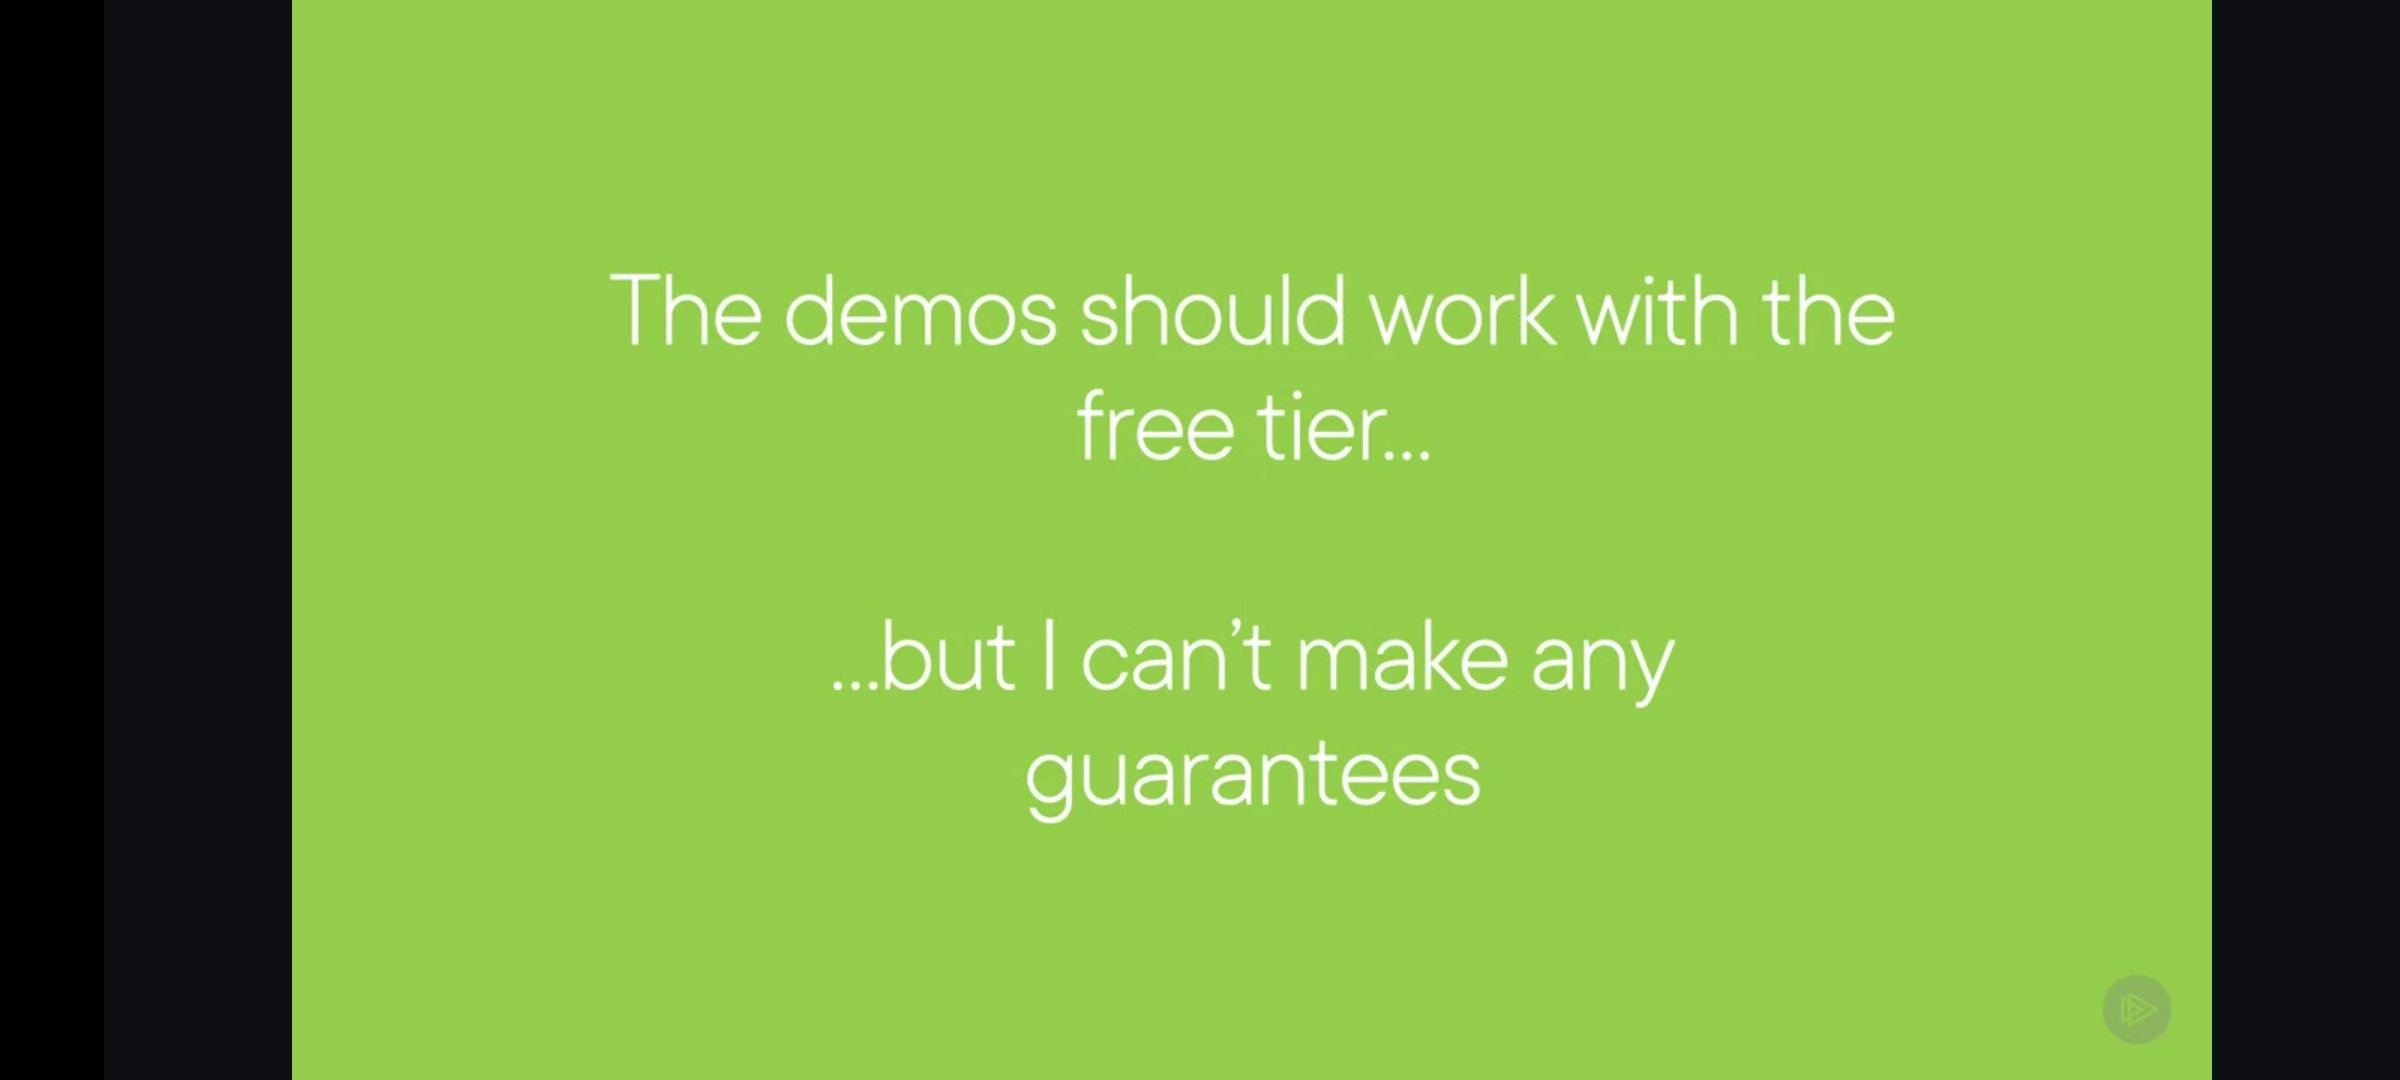 The demos should work with the
free tier...
...but I can’t make any
guarantees